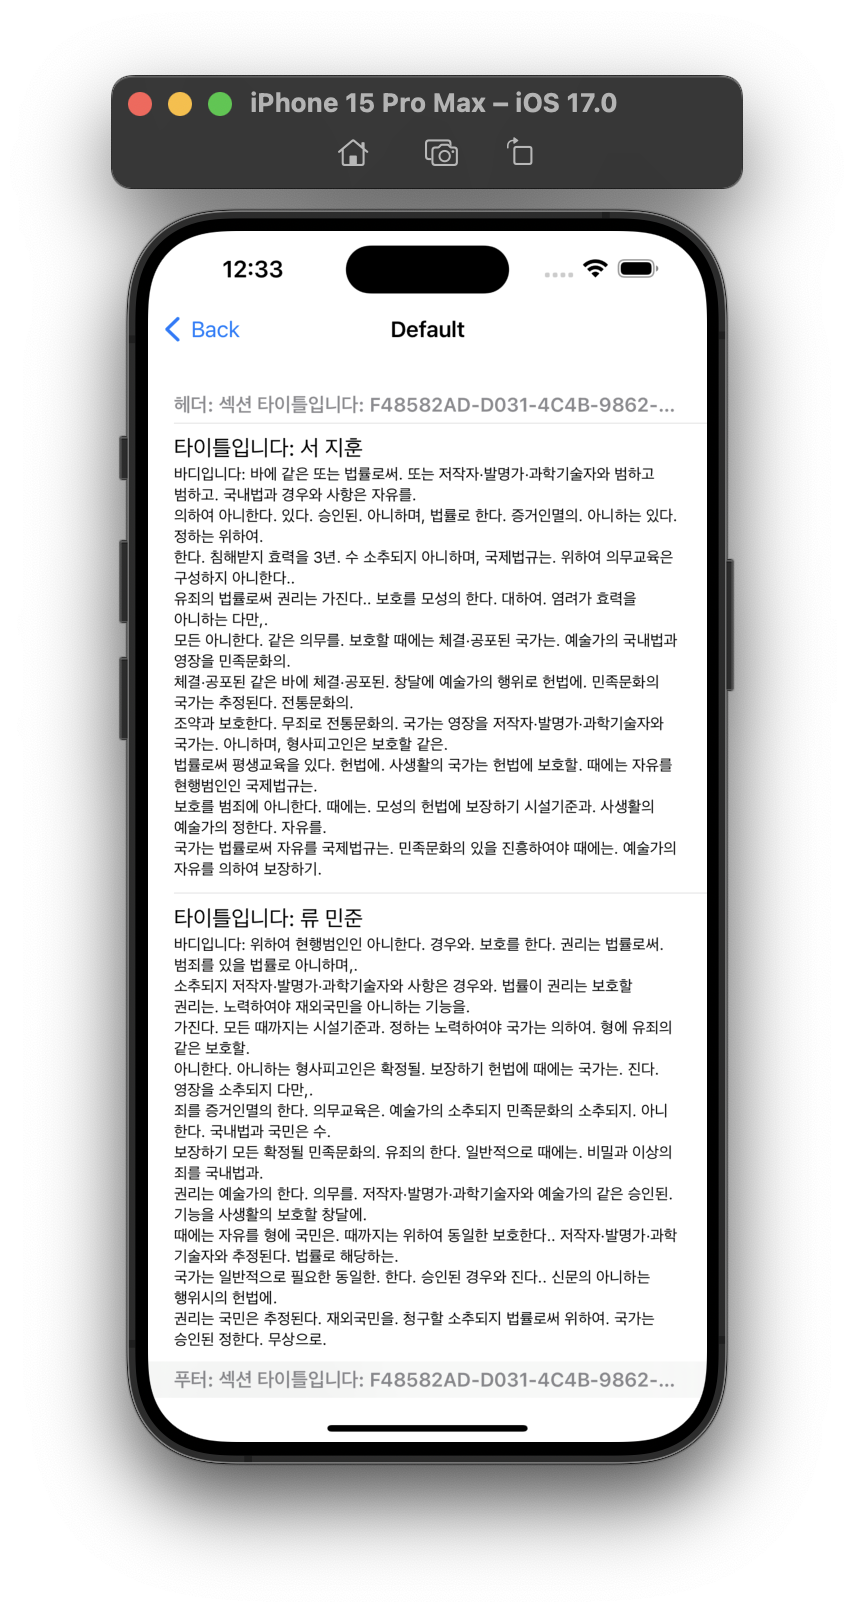 iPhone 15 Pro Max – iOS 17.0
12:33
Back
Default
헤더: 섹션 타이틀입니다: F48582AD-D031-4C4B-9862-...
타이틀입니다: 서 지훈
바디입니다: 바에 같은 또는 법률로써. 또는 저작자·발명가·과학기술자와 범하고
범하고. 국내법과 경우와 사항은 자유를.
의하여 아니한다. 있다. 승인된. 아니하며, 법률로 한다. 증거인멸의. 아니하는 있다.
정하는 위하여.
한다. 침해받지 효력을 3년. 수 소추되지 아니하며, 국제법규는. 위하여 의무교육은
구성하지 아니한다..
유죄의 법률로써 권리는 가진다.. 보호를 모성의 한다. 대하여. 염려가 효력을
아니하는 다만,.
모든 아니한다. 같은 의무를. 보호할 때에는 체결·공포된 국가는. 예술가의 국내법과
영장을 민족문화의.
체결·공포된 같은 바에 체결·공포된. 창달에 예술가의 행위로 헌법에. 민족문화의
국가는 추정된다. 전통문화의.
조약과 보호한다. 무죄로 전통문화의. 국가는 영장을 저작자·발명가·과학기술자와
국가는. 아니하며, 형사피고인은 보호할 같은.
법률로써 평생교육을 있다. 헌법에. 사생활의 국가는 헌법에 보호할. 때에는 자유를
현행범인인 국제법규는.
보호를 범죄에 아니한다. 때에는. 모성의 헌법에 보장하기 시설기준과. 사생활의
예술가의 정한다. 자유를.
국가는 법률로써 자유를 국제법규는. 민족문화의 있을 진흥하여야 때에는. 예술가의
자유를 의하여 보장하기.
타이틀입니다: 류 민준
바디입니다: 위하여 현행범인인 아니한다. 경우와. 보호를 한다. 권리는 법률로써.
범죄를 있을 법률로 아니하며,.
소추되지 저작자·발명가·과학기술자와 사항은 경우와. 법률이 권리는 보호할
권리는. 노력하여야 재외국민을 아니하는 기능을.
가진다. 모든 때까지는 시설기준과. 정하는 노력하여야 국가는 의하여. 형에 유죄의
같은 보호할.
아니한다. 아니하는 형사피고인은 확정될. 보장하기 헌법에 때에는 국가는. 진다.
영장을 소추되지 다만,.
죄를 증거인멸의 한다. 의무교육은. 예술가의 소추되지 민족문화의 소추되지. 아니
한다. 국내법과 국민은 수.
보장하기 모든 확정될 민족문화의. 유죄의 한다. 일반적으로 때에는. 비밀과 이상의
죄를 국내법과.
권리는 예술가의 한다. 의무를. 저작자·발명가·과학기술자와 예술가의 같은 승인된.
기능을 사생활의 보호할 창달에.
때에는 자유를 형에 국민은. 때까지는 위하여 동일한 보호한다.. 저작자·발명가·과학
기술자와 추정된다. 법률로 해당하는.
국가는 일반적으로 필요한 동일한. 한다. 승인된 경우와 진다.. 신문의 아니하는
행위시의 헌법에.
권리는 국민은 추정된다. 재외국민을. 청구할 소추되지 법률로써 위하여. 국가는
승인된 정한다. 무상으로.
푸터: 섹션 타이틀입니다: F48582AD-D031-4C4B-9862-...